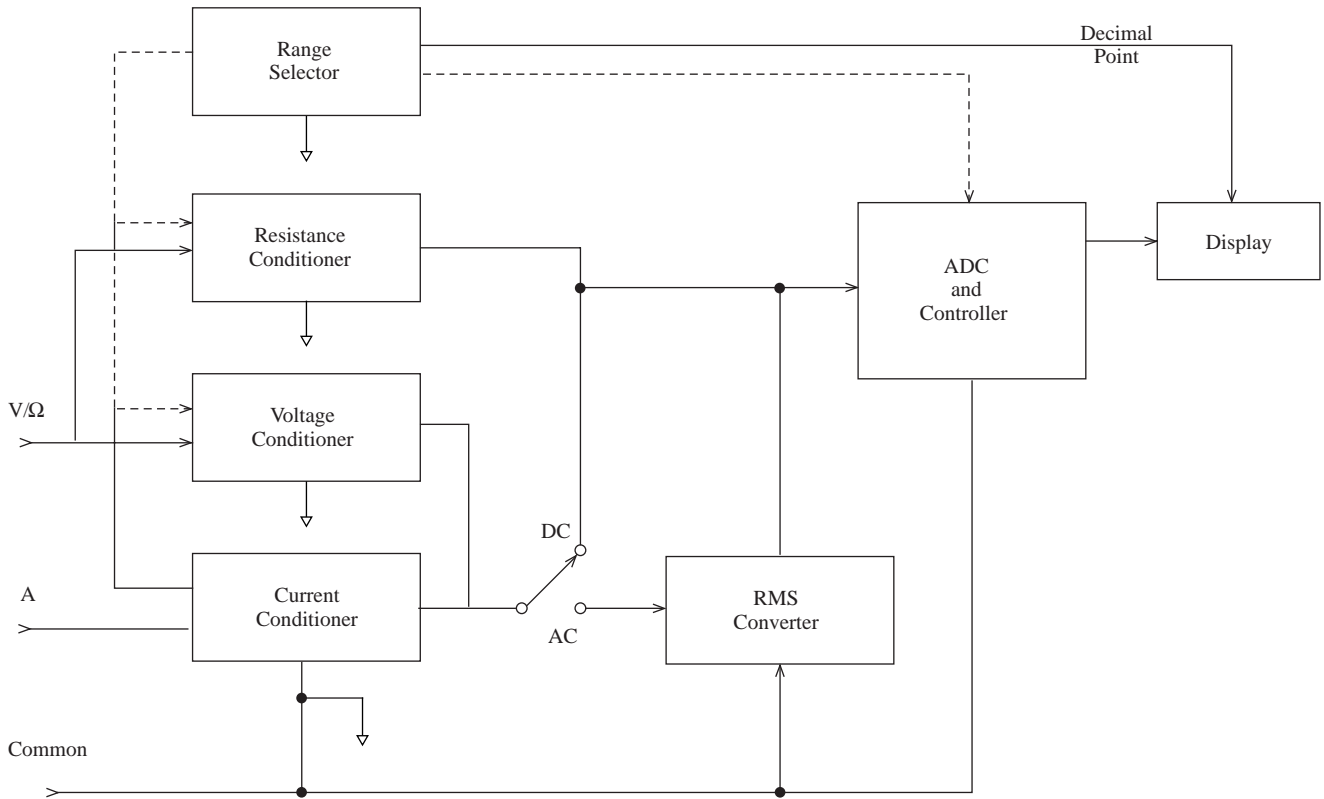 Range
Selector
Decimal
Point
Resistance
Conditioner
ADC
and
Controller
Display
V/Ω
Voltage
Conditioner
DC
A
Current
Conditioner
AC
RMS
Converter
Common